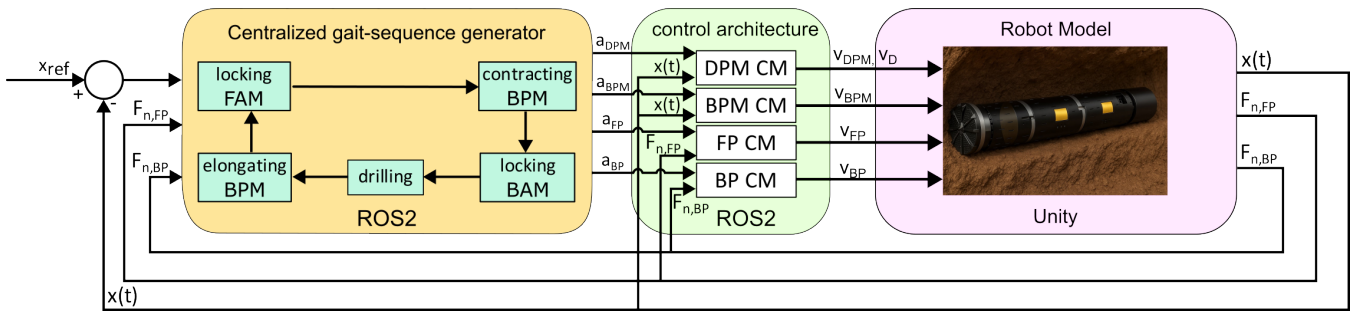 Centralized gait-sequence generator
control architecture
Robot Model
x_ref
+
-
F_n,FP
F_n,BP
locking
FAM
contracting
BPM
elongating
BPM
drilling
locking
BAM
ROS2
a_DPM
x(t)
a_BPM
x(t)
a_FP
F_n,FP
a_BP
F_n,BP
DPM CM
BPM CM
FP CM
BP CM
ROS2
v_DPM, v_D
v_BPM
v_FP
v_BP
Unity
x(t)
F_n,FP
F_n,BP
x(t)